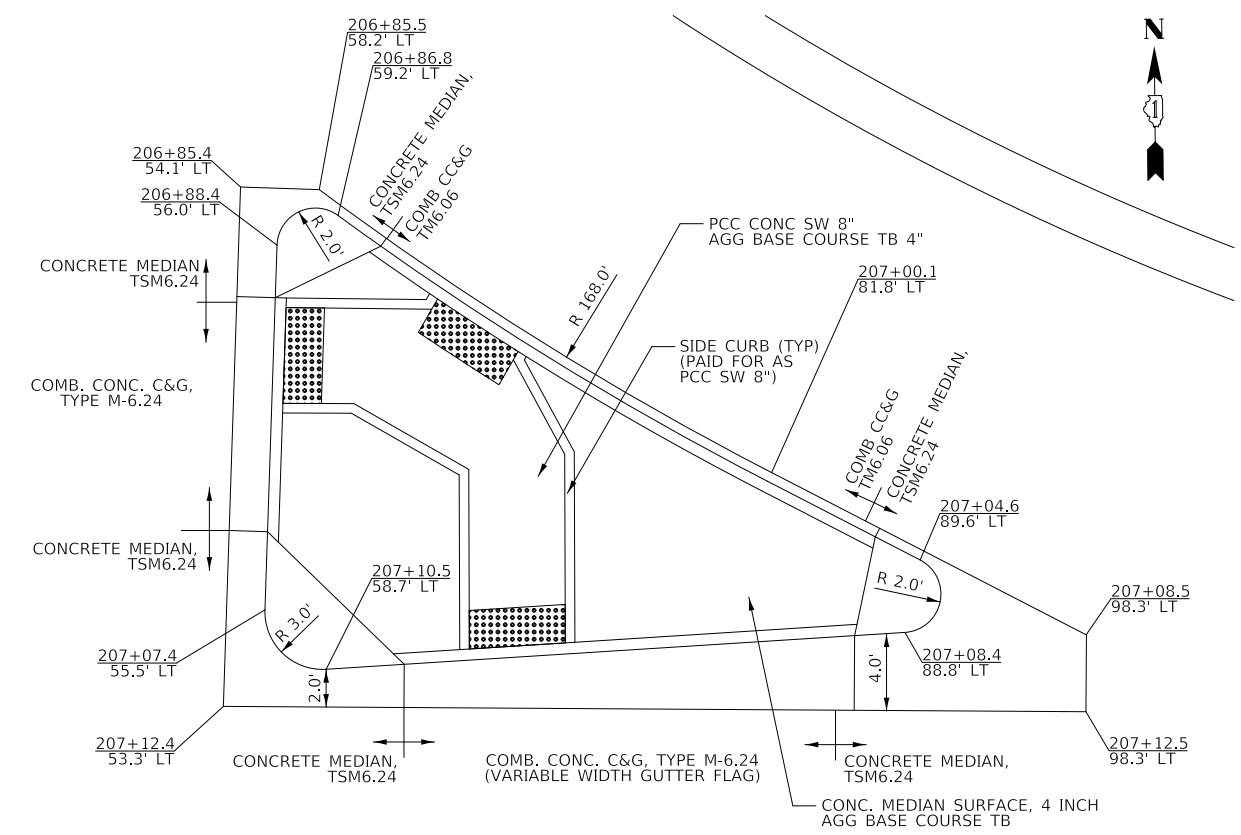 206+85.5
58.2' LT
206+86.8
59.2' LT
N
1
CONCRETE MEDIAN,
TSM6.24
COMB CC&G
TM6.06
206+85.4
54.1' LT
206+88.4
56.0' LT
R 2.0'
PCC CONC SW 8"
AGG BASE COURSE TB 4"
CONCRETE MEDIAN
TSM6.24
R 168.0'
207+00.1
81.8' LT
SIDE CURB (TYP)
(PAID FOR AS
PCC SW 8")
COMB. CONC. C&G,
TYPE M-6.24
COMB CC&G
TM6.06
CONCRETE MEDIAN,
TSM6.24
207+04.6
89.6' LT
CONCRETE MEDIAN,
TSM6.24
207+10.5
58.7' LT
R 2.0'
207+08.5
98.3' LT
R 3.0'
207+07.4
55.5' LT
207+08.4
88.8' LT
2.0'
4.0'
207+12.4
53.3' LT
207+12.5
98.3' LT
CONCRETE MEDIAN,
TSM6.24
COMB. CONC. C&G, TYPE M-6.24
(VARIABLE WIDTH GUTTER FLAG)
CONCRETE MEDIAN,
TSM6.24
CONC. MEDIAN SURFACE, 4 INCH
AGG BASE COURSE TB